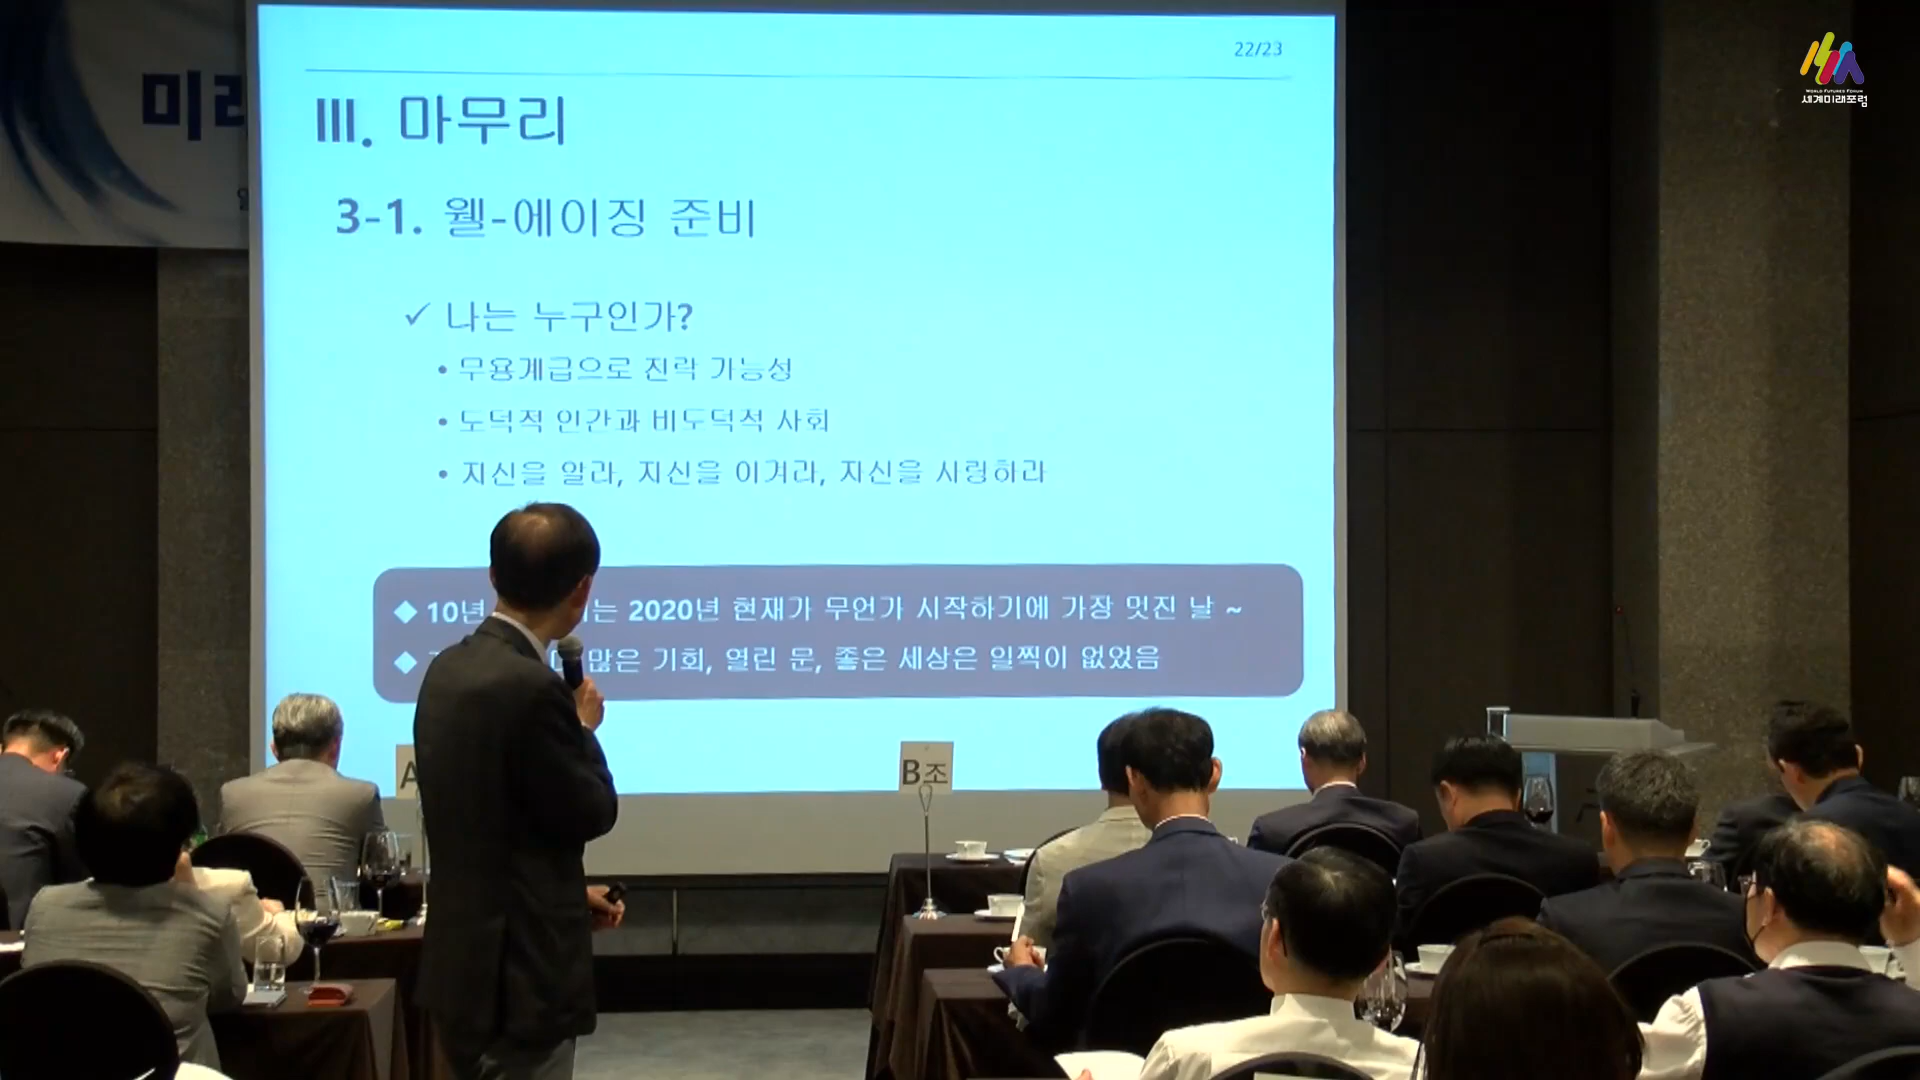 22/23
WORLD FUTURES FORUM
세계미래포럼
미래
III. 마무리
3-1. 웰-에이징 준비
✓ 나는 누구인가?
• 무용계급으로 진락 가능성
• 도덕적 인간과 비도덕적 사회
• 자신을 알라, 자신을 이겨라, 자신을 사랑하라
◆ 10년 는 2020년 현재가 무언가 시작하기에 가장 멋진 날 ~
◆ 많은 기회, 열린 문, 좋은 세상은 일찍이 없었음
A
B조